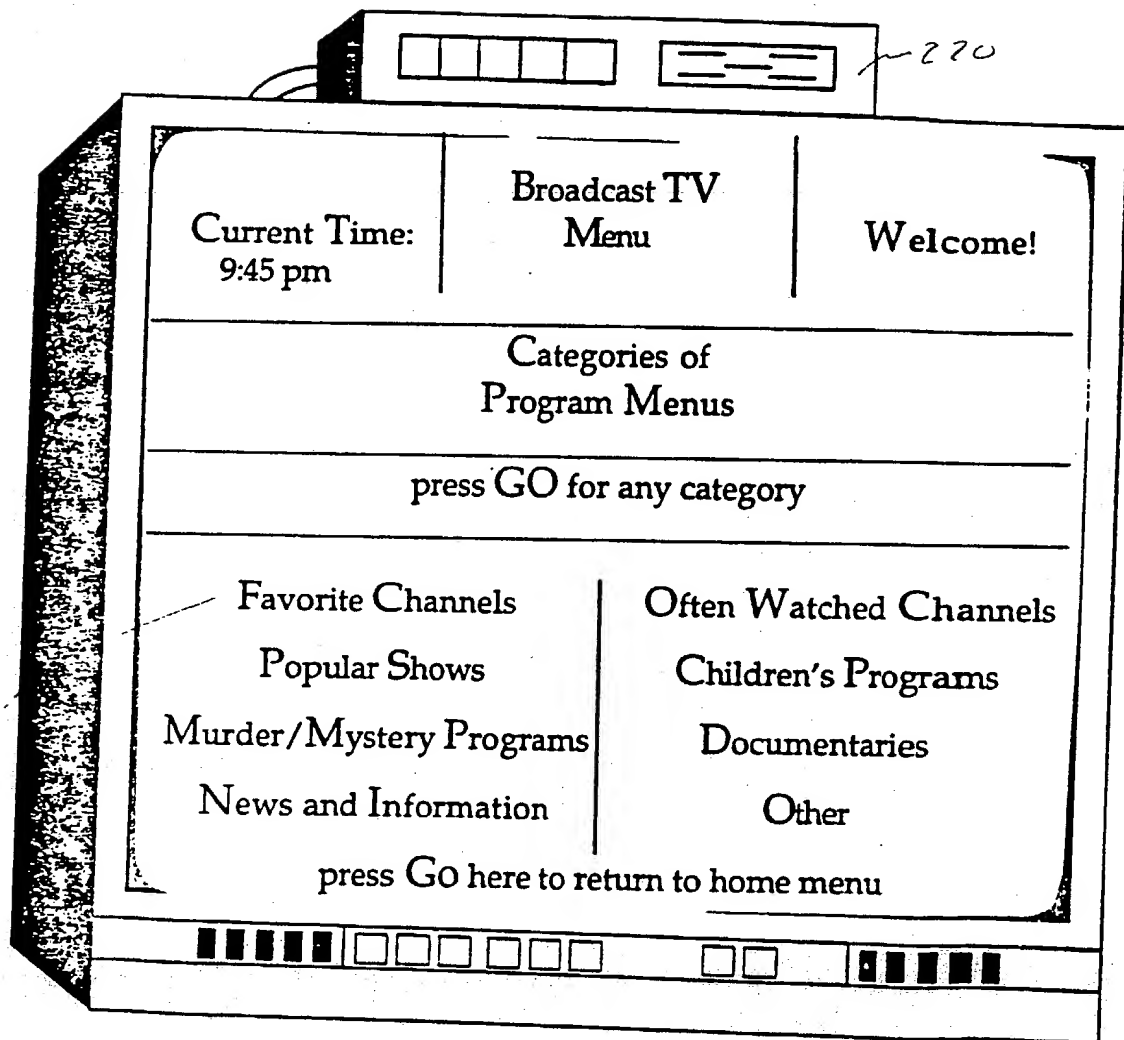 220
Broadcast TV
Menu
Current Time:
9:45 pm
Welcome!
Categories of
Program Menus
press GO for any category
Favorite Channels
Often Watched Channels
Popular Shows
Children's Programs
Murder/Mystery Programs
Documentaries
News and Information
Other
press Go here to return to home menu